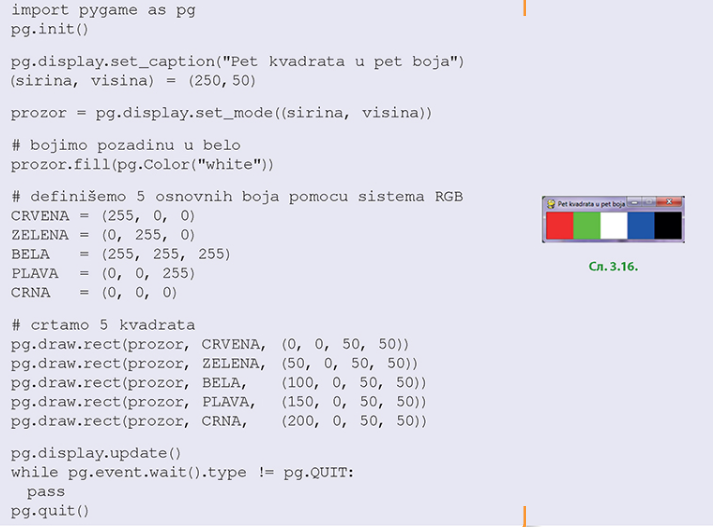 import pygame as pg
pg.init()
pg.display.set_caption("Pet kvadrata u pet boja")
(sirina, visina) = (250,50)
prozor = pg.display.set_mode((sirina, visina))
# bojimo pozadinu u belo
prozor.fill(pg.Color("white"))
# definišemo 5 osnovnih boja pomocu sistema RGB
CRVENA = (255, 0, 0)
ZELENA = (0, 255, 0)
BELA   = (255, 255, 255)
PLAVA  = (0, 0, 255)
CRNA   = (0, 0, 0)
# crtamo 5 kvadrata
pg.draw.rect(prozor, CRVENA, (0, 0, 50, 50))
pg.draw.rect(prozor, ZELENA, (50, 0, 50, 50))
pg.draw.rect(prozor, BELA,   (100, 0, 50, 50))
pg.draw.rect(prozor, PLAVA,  (150, 0, 50, 50))
pg.draw.rect(prozor, CRNA,   (200, 0, 50, 50))
pg.display.update()
while pg.event.wait().type != pg.QUIT:
  pass
pg.quit()
Pet kvadrata u pet boja
Сл. 3.16.